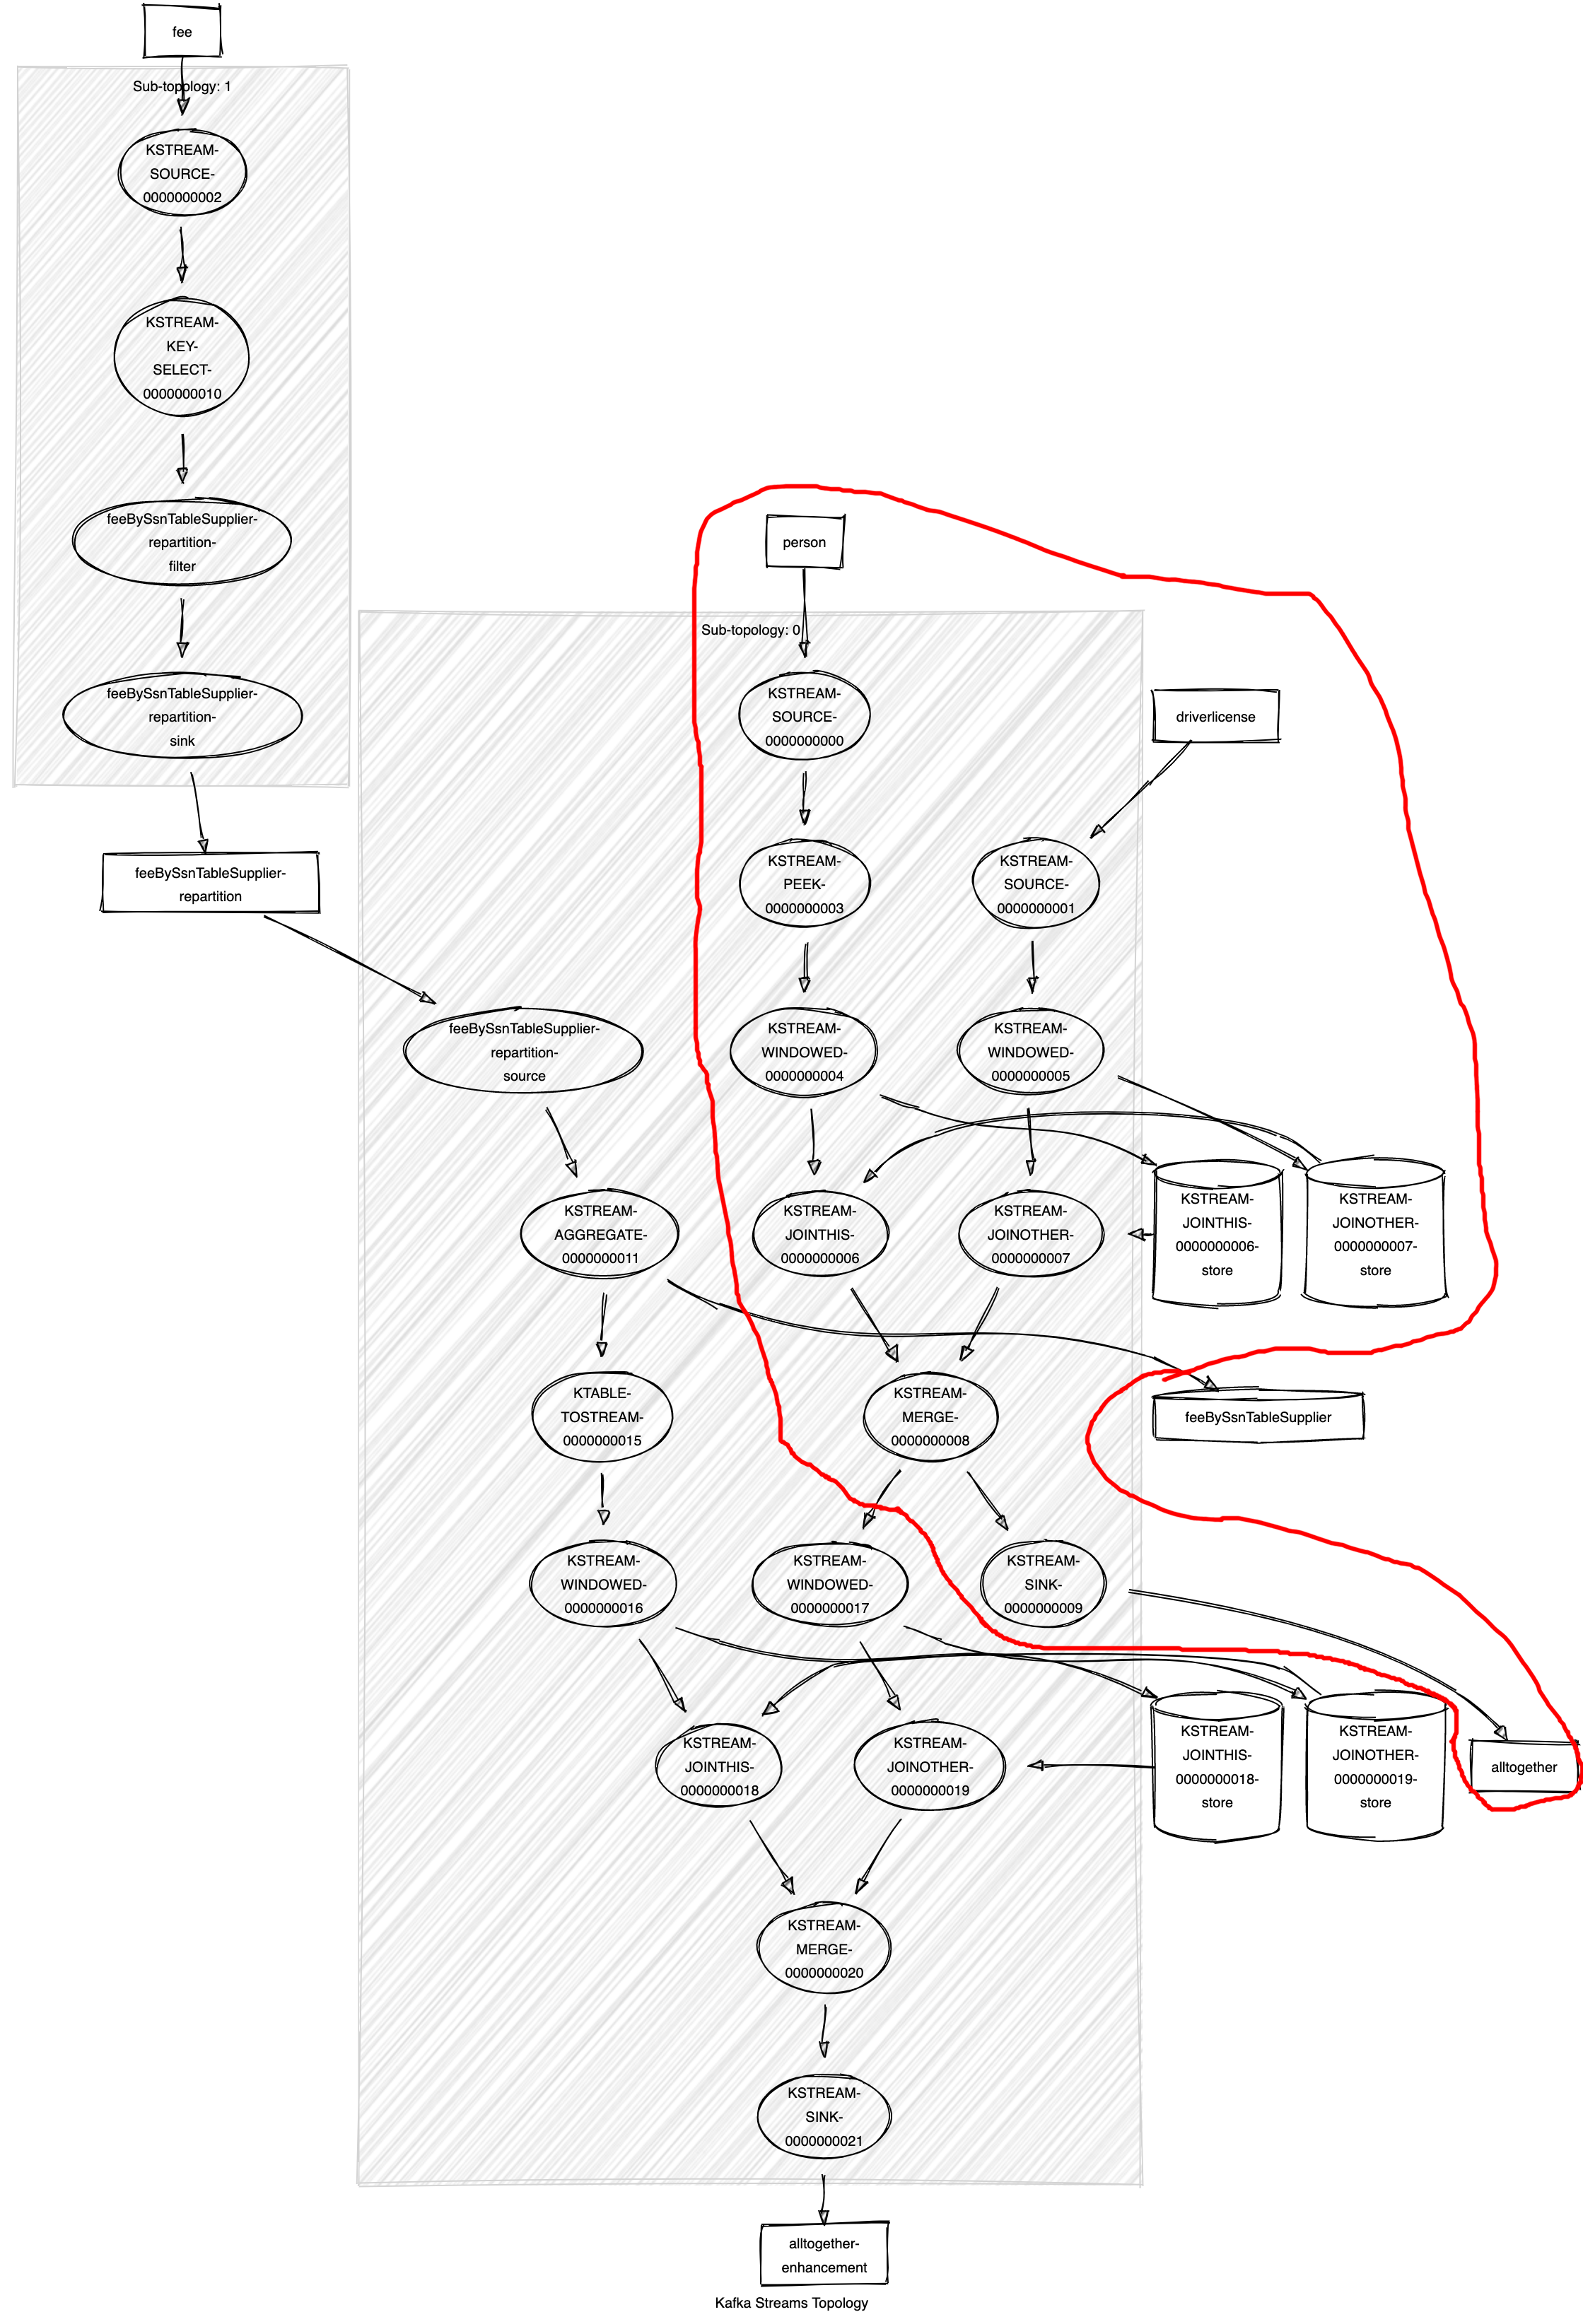 fee
Sub-topology: 1
KSTREAM-
SOURCE-
0000000002
KSTREAM-
KEY-
SELECT-
0000000010
feeBySsnTableSupplier-
repartition-
filter
feeBySsnTableSupplier-
repartition-
sink
feeBySsnTableSupplier-
repartition
person
Sub-topology: 0
KSTREAM-
SOURCE-
0000000000
driverlicense
KSTREAM-
PEEK-
0000000003
KSTREAM-
SOURCE-
0000000001
feeBySsnTableSupplier-
repartition-
source
KSTREAM-
WINDOWED-
0000000004
KSTREAM-
WINDOWED-
0000000005
KSTREAM-
AGGREGATE-
0000000011
KSTREAM-
JOINTHIS-
0000000006
KSTREAM-
JOINOTHER-
0000000007
KSTREAM-
JOINTHIS-
0000000006-
store
KSTREAM-
JOINOTHER-
0000000007-
store
KTABLE-
TOSTREAM-
0000000015
KSTREAM-
MERGE-
0000000008
feeBySsnTableSupplier
KSTREAM-
WINDOWED-
0000000016
KSTREAM-
WINDOWED-
0000000017
KSTREAM-
SINK-
0000000009
KSTREAM-
JOINTHIS-
0000000018
KSTREAM-
JOINOTHER-
0000000019
KSTREAM-
JOINTHIS-
0000000018-
store
KSTREAM-
JOINOTHER-
0000000019-
store
alltogether
KSTREAM-
MERGE-
0000000020
KSTREAM-
SINK-
0000000021
alltogether-
enhancement
Kafka Streams Topology